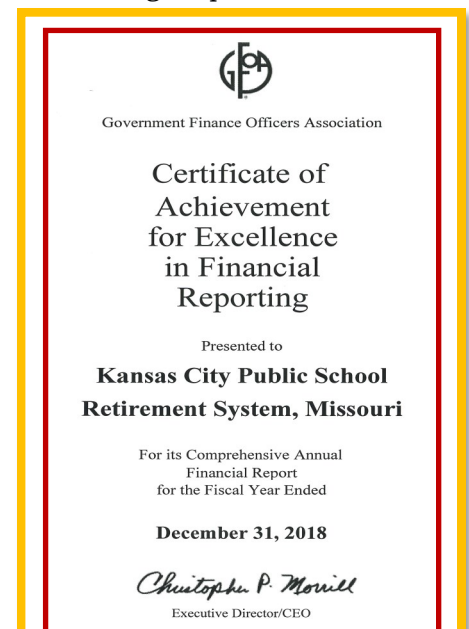 GFOA
Government Finance Officers Association
Certificate of
Achievement
for Excellence
in Financial
Reporting
Presented to
Kansas City Public School
Retirement System, Missouri
For its Comprehensive Annual
Financial Report
for the Fiscal Year Ended
December 31, 2018
Christopher P. Morrill
Executive Director/CEO